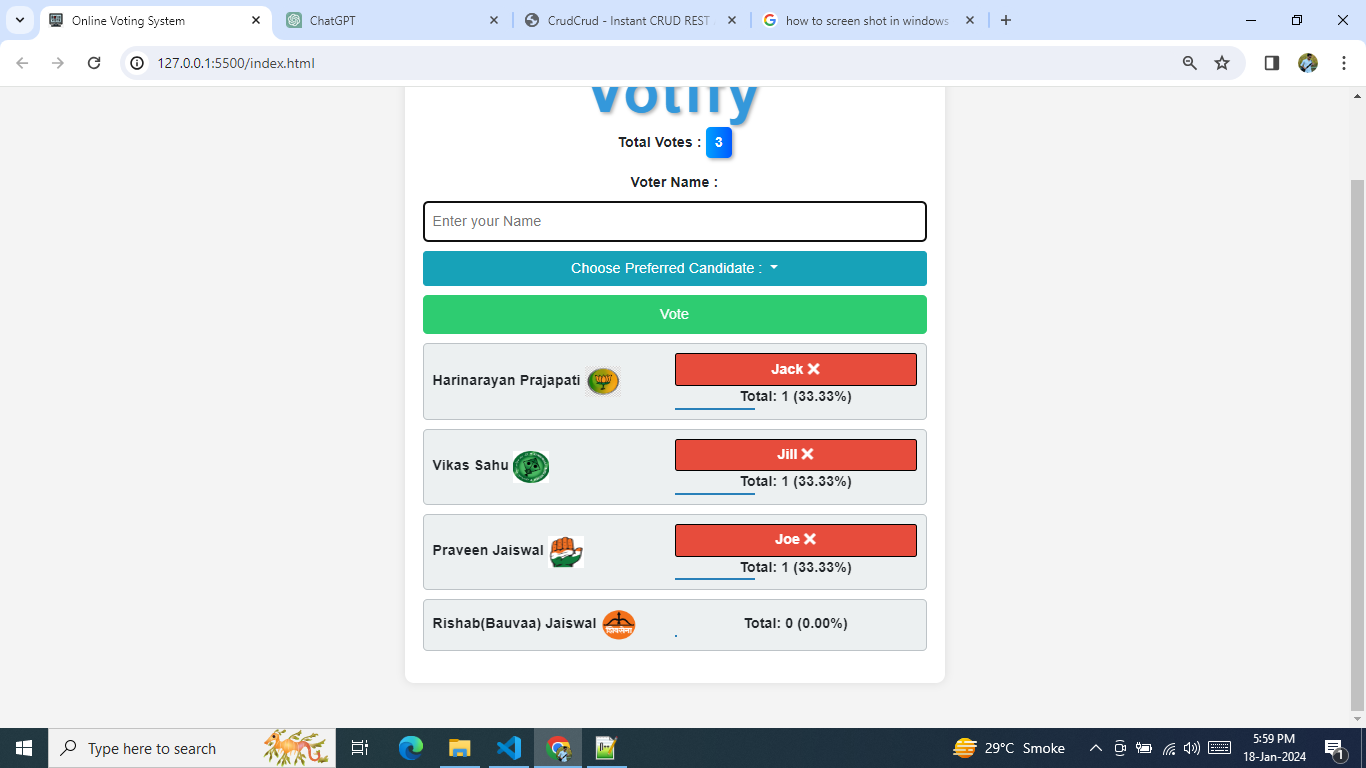 Online Voting System
ChatGPT
CrudCrud - Instant CRUD REST
how to screen shot in windows
127.0.0.1:5500/index.html
Votify
Total Votes : 3
Voter Name :
Enter your Name
Choose Preferred Candidate :
Vote
Harinarayan Prajapati
Jack
Total: 1 (33.33%)
Vikas Sahu
Jill
Total: 1 (33.33%)
Praveen Jaiswal
Joe
Total: 1 (33.33%)
Rishab(Bauvaa) Jaiswal
शिवसेना
Total: 0 (0.00%)
Type here to search
29°C Smoke
5:59 PM
18-Jan-2024
1